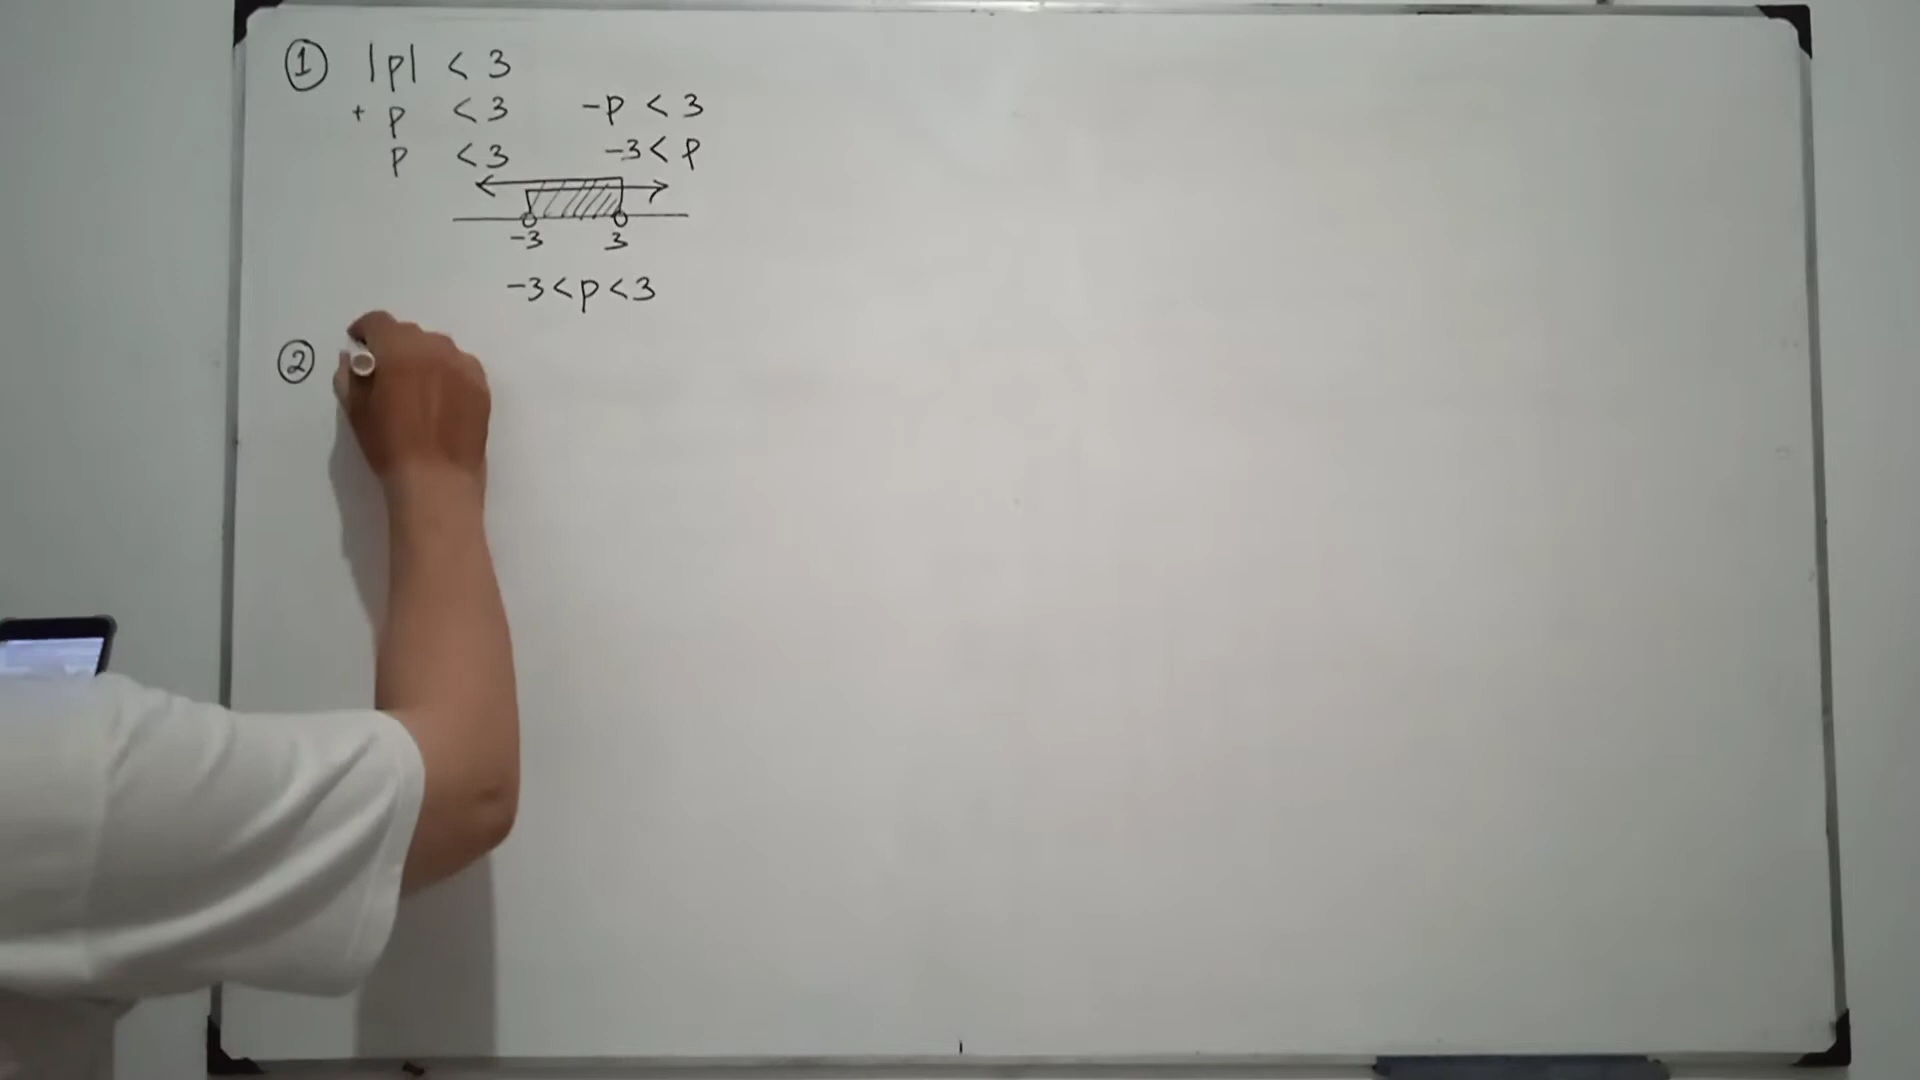 ① |p| < 3
+ p < 3 -p < 3
p < 3 -3 < p
-3 3
-3 < p < 3
②